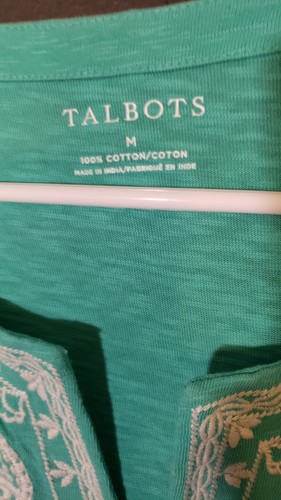 TALBOTS
M
100% COTTON/COTON
MADE IN INDIA/FABRIQUÉ EN INDE